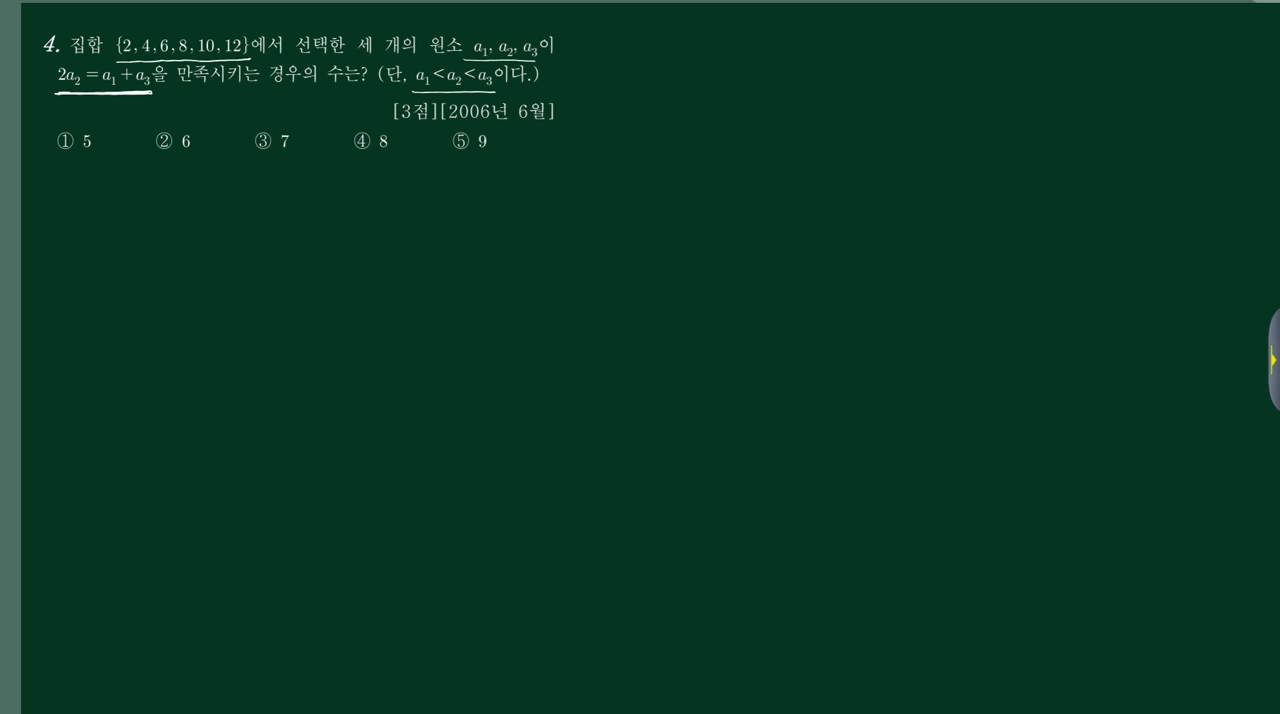 4. 집합 {2, 4, 6, 8, 10, 12}에서 선택한 세 개의 원소 a₁, a₂, a₃이
2a₂ = a₁ + a₃을 만족시키는 경우의 수는? (단, a₁ < a₂ < a₃이다.)
[3점][2006년 6월]
① 5 ② 6 ③ 7 ④ 8 ⑤ 9